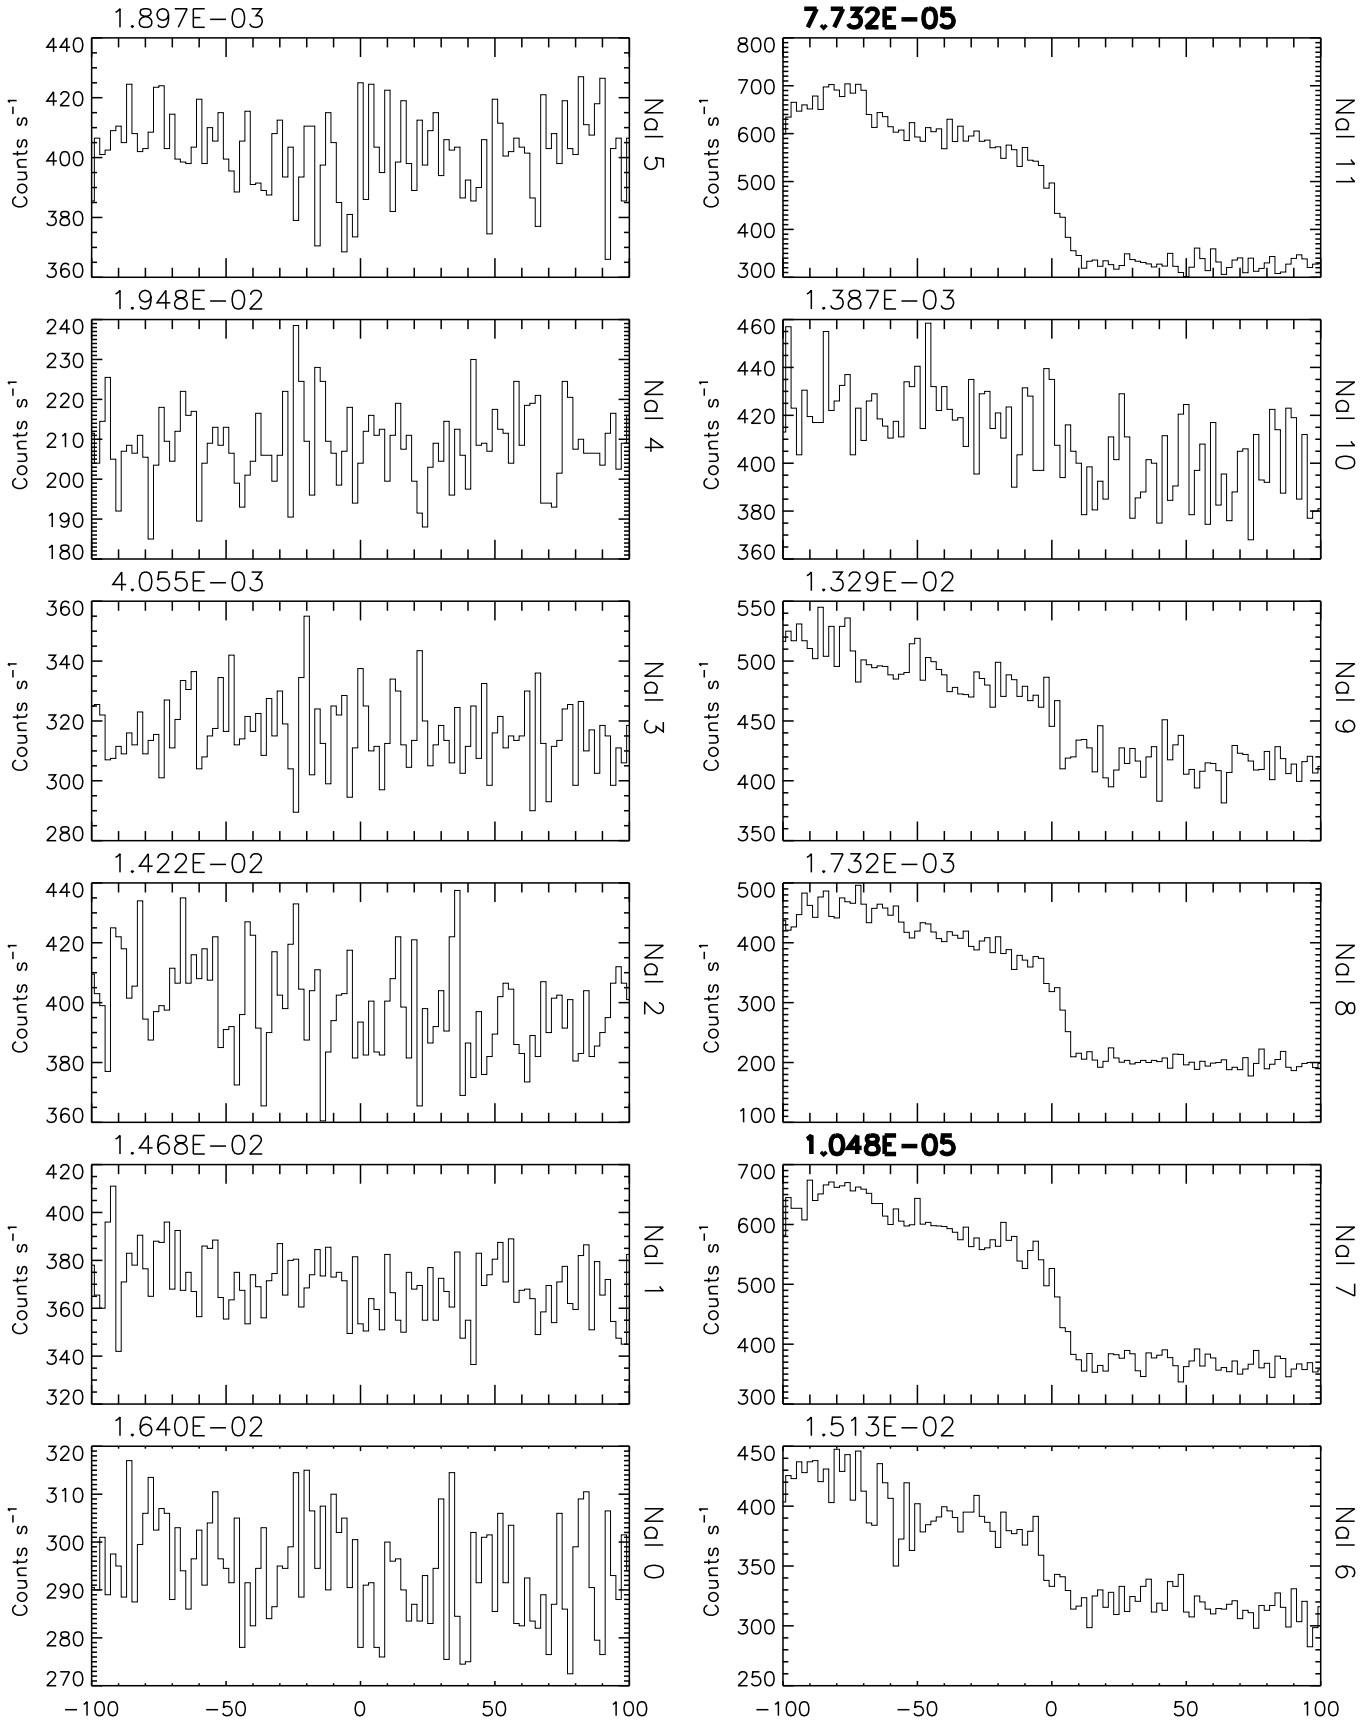 1.897E−03
440
420
400
380
360
Counts s⁻¹
NaI 5
7.732E−05
800
700
600
500
400
300
Counts s⁻¹
NaI 11
1.948E−02
240
230
220
210
200
190
180
Counts s⁻¹
NaI 4
1.387E−03
460
440
420
400
380
360
Counts s⁻¹
NaI 10
4.055E−03
360
340
320
300
280
Counts s⁻¹
NaI 3
1.329E−02
550
500
450
400
350
Counts s⁻¹
NaI 9
1.422E−02
440
420
400
380
360
Counts s⁻¹
NaI 2
1.732E−03
500
400
300
200
100
Counts s⁻¹
NaI 8
1.468E−02
420
400
380
360
340
320
Counts s⁻¹
NaI 1
1.048E−05
700
600
500
400
300
Counts s⁻¹
NaI 7
1.640E−02
320
310
300
290
280
270
Counts s⁻¹
NaI 0
−100 −50 0 50 100
1.513E−02
450
400
350
300
250
Counts s⁻¹
NaI 6
−100 −50 0 50 100